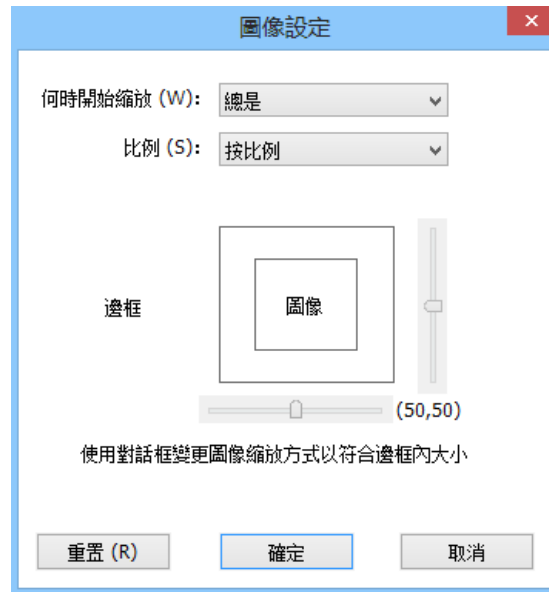 圖像設定
何時開始縮放 (W): 總是
比例 (S): 按比例
邊框
圖像
(50,50)
使用對話框變更圖像縮放方式以符合邊框內大小
重置 (R) 確定 取消